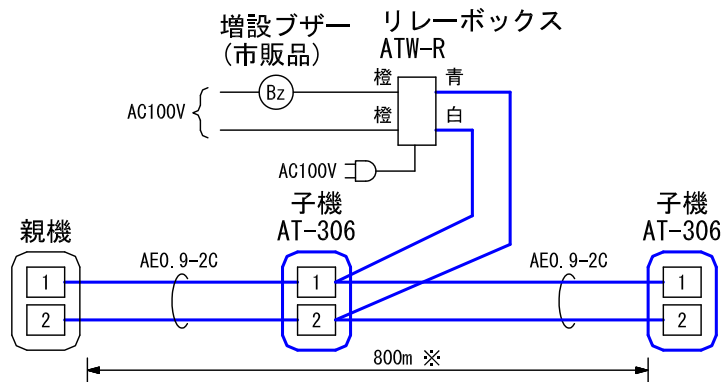 増設ブザー
(市販品)
リレーボックス
ATW-R
橙
青
Bz
AC100V
橙
白
AC100V
親機
子機
AT-306
子機
AT-306
AE0.9-2C
AE0.9-2C
1
1
1
2
2
2
800m ※